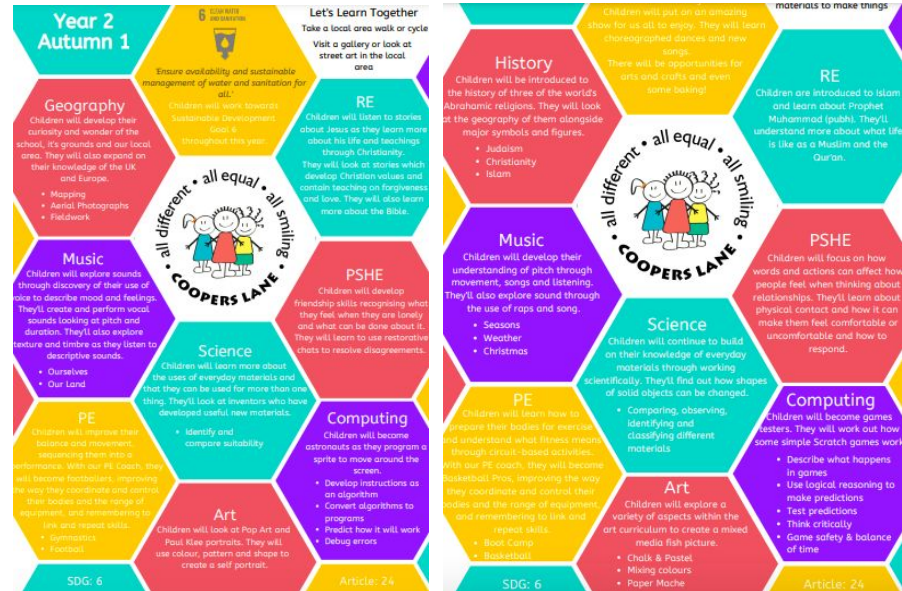 Year 2
Autumn 1
6 CLEAN WATER
AND SANITATION
'Ensure availability and sustainable
management of water and sanitation for
all.'
Children will work towards
Sustainable Development
Goal 6
throughout this year.
Let's Learn Together
Take a local area walk or cycle
Visit a gallery or look at
street art in the local
area
Geography
Children will develop their
curiosity and wonder of the
school, it's grounds and our local
area. They will also expand on
their knowledge of the UK
and Europe.
• Mapping
• Aerial Photographs
• Fieldwork
RE
Children will listen to stories
about Jesus as they learn more
about his life and teachings
through Christianity.
They will look at stories which
develop Christian values and
contain teaching on forgiveness
and love. They will also learn
more about the Bible.
all different • all equal • all smiling
• COOPERS LANE •
Music
Children will explore sounds
through discovery of their use of
voice to describe mood and feelings.
They'll create and perform vocal
sounds looking at pitch and
duration. They'll also explore
texture and timbre as they listen to
descriptive sounds.
• Ourselves
• Our Land
PSHE
Children will develop
friendship skills recognising what
they feel when they are lonely
and what can be done about it.
They will learn to use restorative
chats to resolve disagreements.
Science
Children will learn more about
the uses of everyday materials and
that they can be used for more than one
thing. They'll look at inventors who have
developed useful new materials.
• Identify and
compare suitability
PE
Children will improve their
balance and movement,
sequencing them into a
performance. With our PE Coach, they
will become footballers, improving
the way they coordinate and control
their bodies and the range of
equipment, and remembering to
link and repeat skills.
• Gymnastics
• Football
Computing
Children will become
astronauts as they program a
sprite to move around the
screen.
• Develop instructions as
an algorithm
• Convert algorithms to
programs
• Predict how it will work
• Debug errors
Art
Children will look at Pop Art and
Paul Klee portraits. They will
use colour, pattern and shape to
create a self portrait.
SDG: 6
Article: 24
Children will put on an amazing
show for us all to enjoy. They will learn
choreographed dances and new
songs.
There will be opportunities for
arts and crafts and even
some baking!
materials to make things
History
Children will be introduced to
the history of three of the world's
Abrahamic religions. They will look
at the geography of them alongside
major symbols and figures.
• Judaism
• Christianity
• Islam
RE
Children are introduced to Islam
and learn about Prophet
Muhammad (pubh). They'll
understand more about what life
is like as a Muslim and the
Qur'an.
all different • all equal • all smiling
• COOPERS LANE •
Music
Children will develop their
understanding of pitch through
movement, songs and listening.
They'll also explore sound through
the use of raps and song.
• Seasons
• Weather
• Christmas
PSHE
Children will focus on how
words and actions can affect how
people feel when thinking about
relationships. They'll learn about
physical contact and how it can
make them feel comfortable or
uncomfortable and how to
respond.
Science
Children will continue to build
on their knowledge of everyday
materials through working
scientifically. They'll find out how shapes
of solid objects can be changed.
• Comparing, observing,
identifying and
classifying different
materials
PE
Children will learn how to
prepare their bodies for exercise
and understand what fitness means
through circuit-based activities.
With our PE coach, they will become
Basketball Pros, improving the way
they coordinate and control their
bodies and the range of equipment,
and remembering to link and
repeat skills.
• Boot Camp
• Basketball
Computing
Children will become games
testers. They will work out how
some simple Scratch games work.
• Describe what happens
in games
• Use logical reasoning to
make predictions
• Test predictions
• Think critically
• Game safety & balance
of time
Art
Children will explore a
variety of aspects within the
art curriculum to create a mixed
media fish picture.
• Chalk & Pastel
• Mixing colours
• Paper Mache
SDG: 6
Article: 24